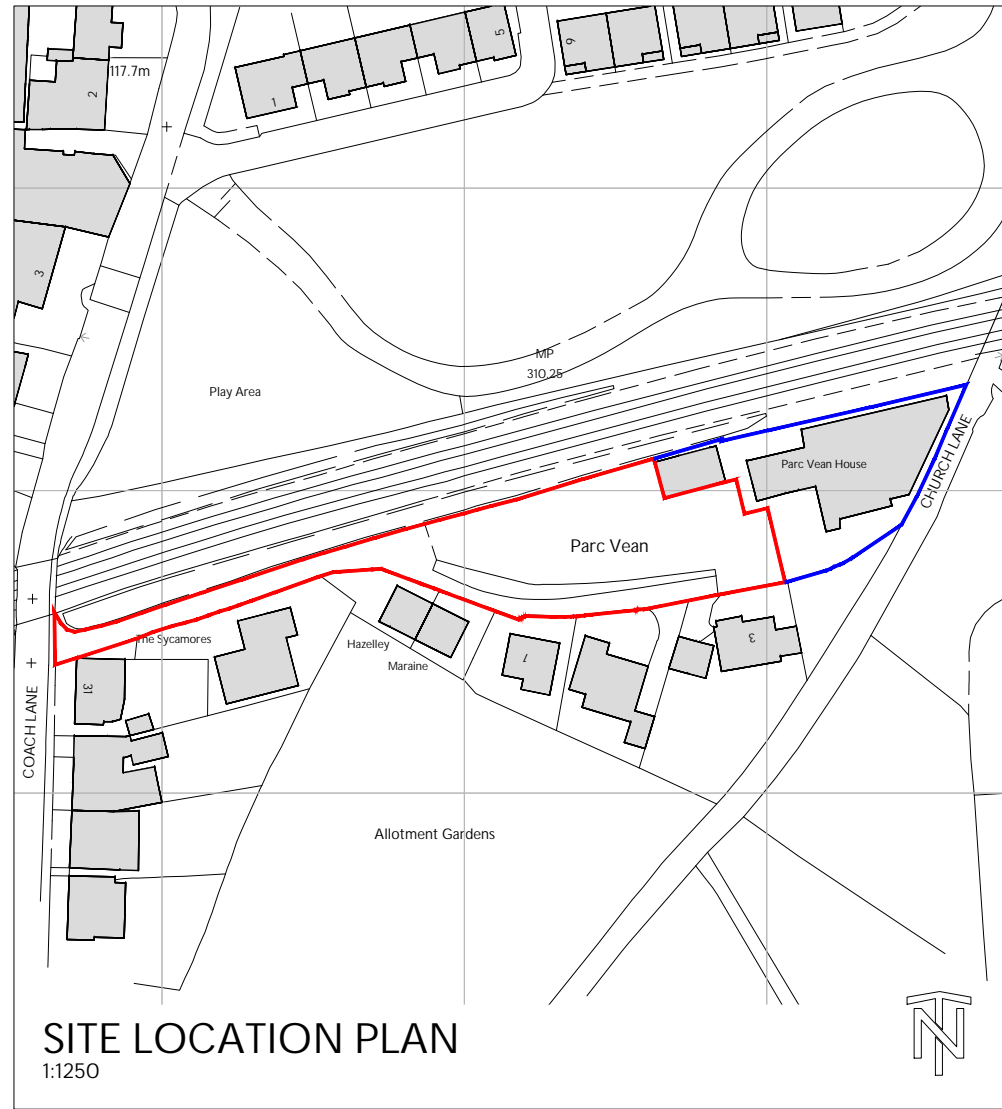 5
6
117.7m
2
1
3
MP
310.25
Play Area
Parc Vean House
CHURCH LANE
Parc Vean
The Sycamores
Hazelley
Maraine
1
3
31
COACH LANE
Allotment Gardens
SITE LOCATION PLAN
1:1250
N